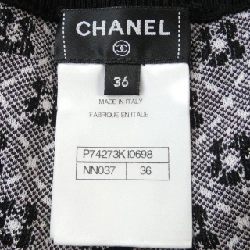 CHANEL
36
MADE IN ITALY
FABRIQUE EN ITALIE
P74273K10698
NN037 36